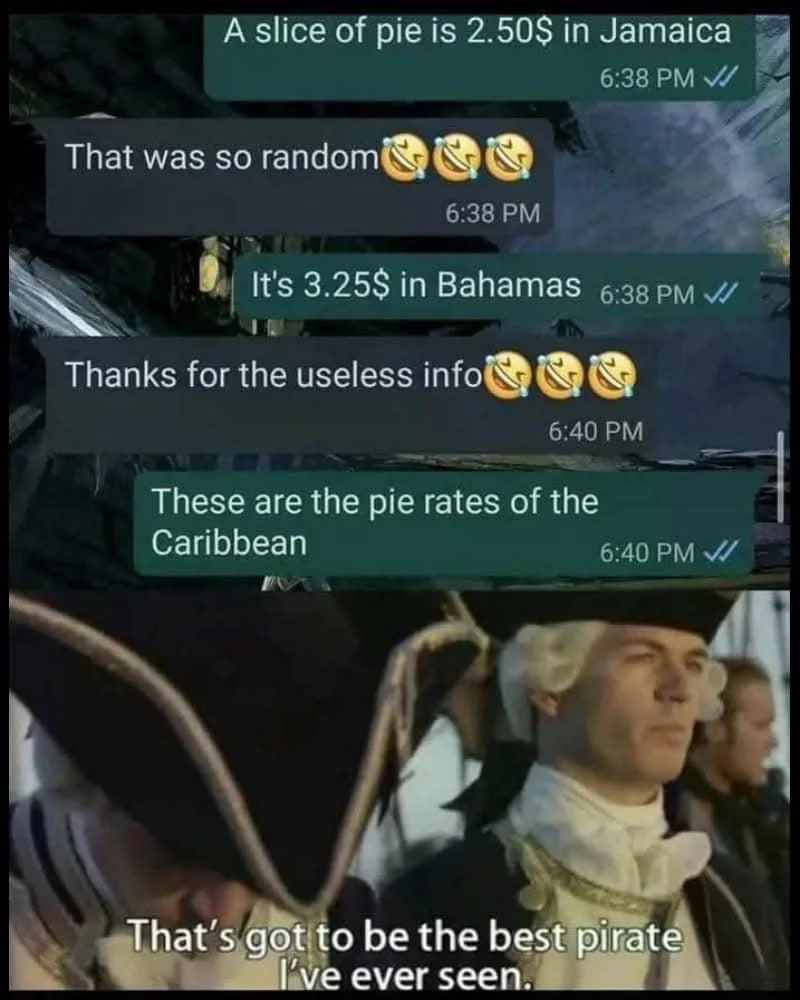 A slice of pie is 2.50$ in Jamaica
6:38 PM
That was so random🤣🤣🤣
6:38 PM
It's 3.25$ in Bahamas 6:38 PM
Thanks for the useless info🤣🤣🤣
6:40 PM
These are the pie rates of the
Caribbean 6:40 PM
That's got to be the best pirate
I've ever seen.